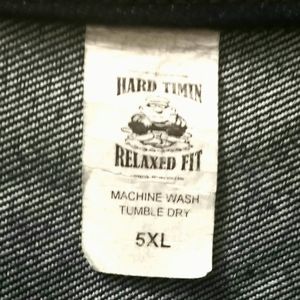 HARD TIMIN
RELAXED FIT
MACHINE WASH
TUMBLE DRY
5XL